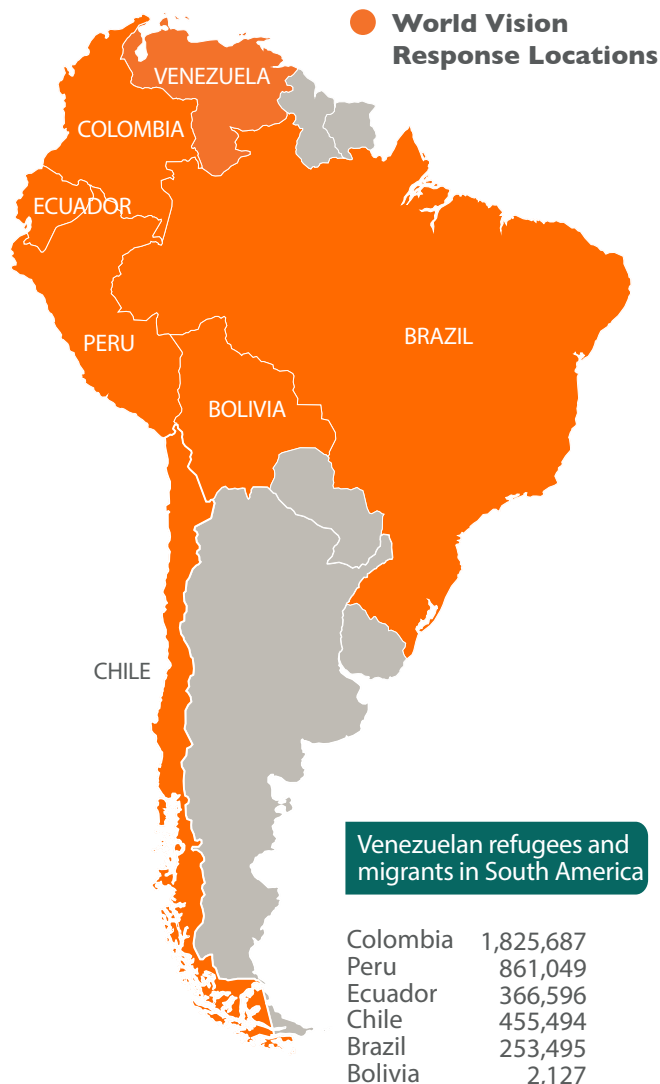 World Vision
Response Locations
VENEZUELA
COLOMBIA
ECUADOR
PERU
BRAZIL
BOLIVIA
CHILE
Venezuelan refugees and
migrants in South America
Colombia 1,825,687
Peru 861,049
Ecuador 366,596
Chile 455,494
Brazil 253,495
Bolivia 2,127